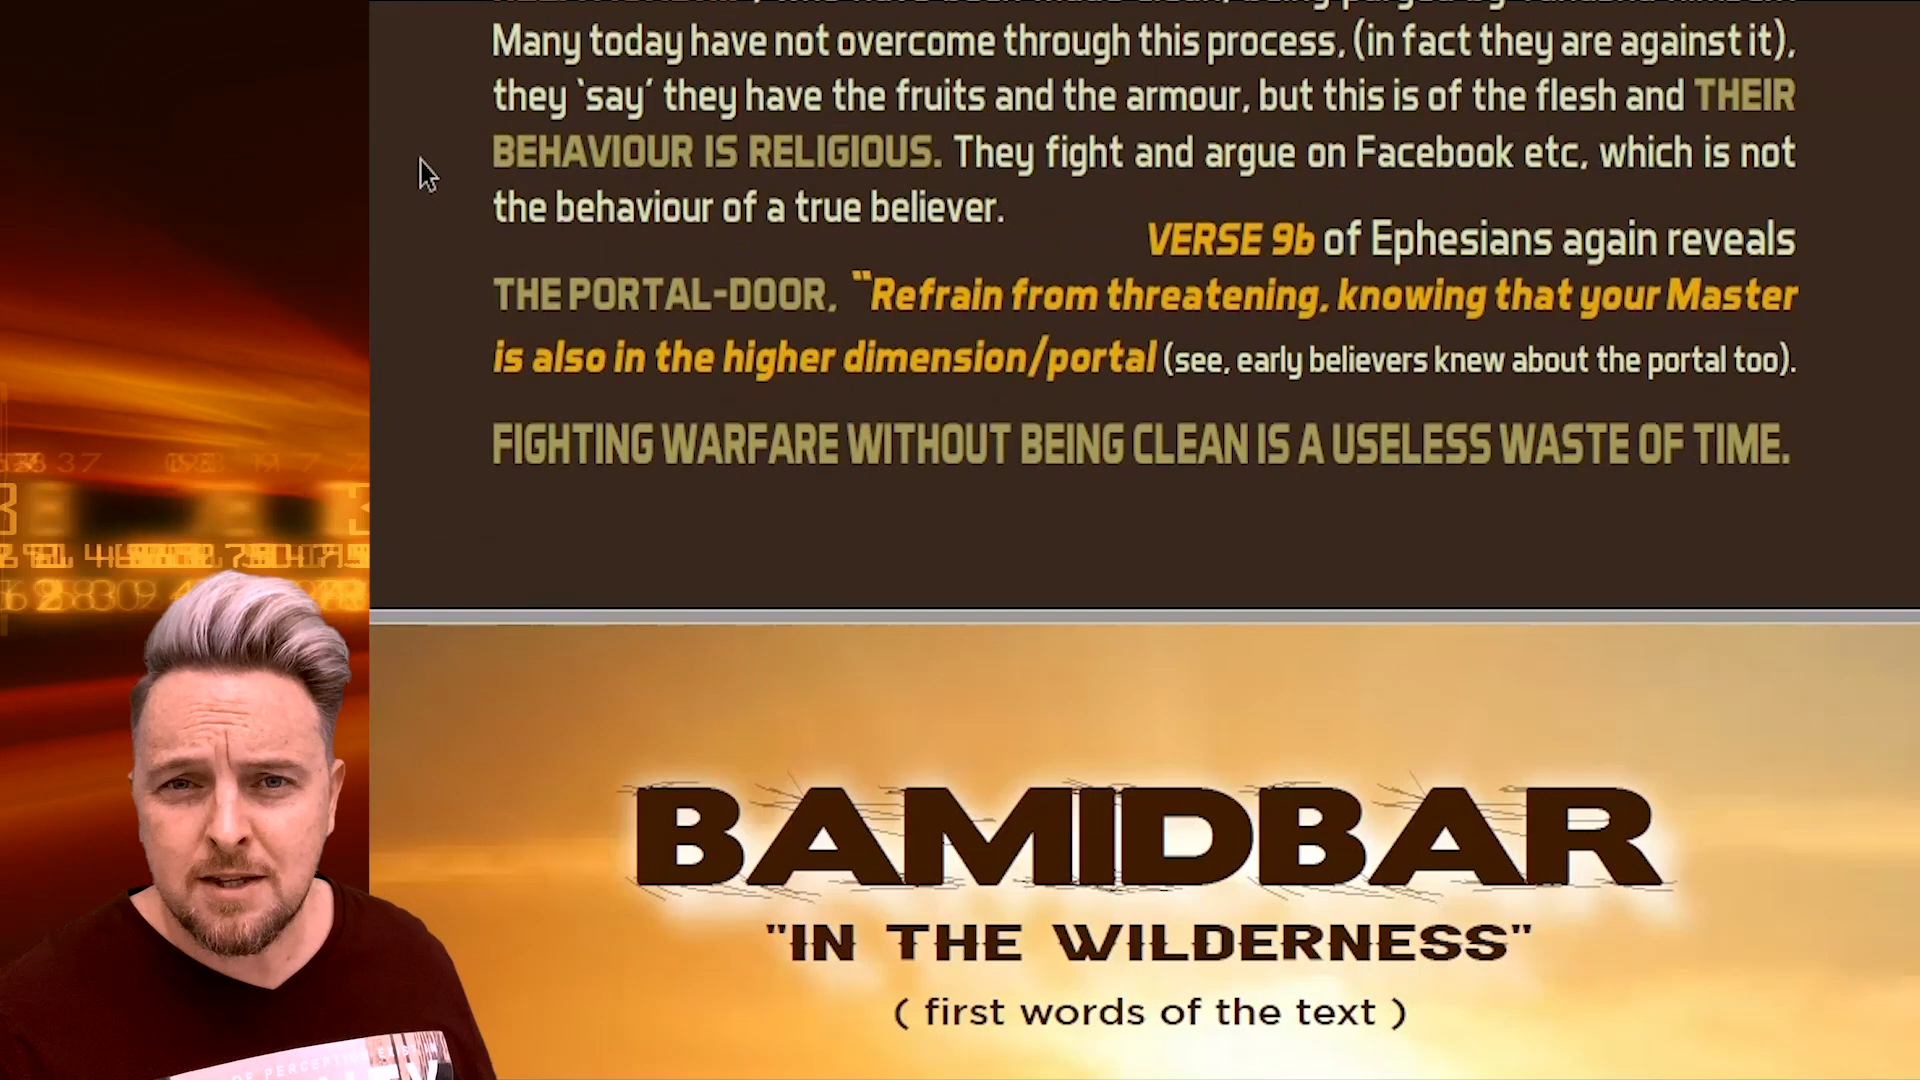 Many today have not overcome through this process, (in fact they are against it),
they ‘say’ they have the fruits and the armour, but this is of the flesh and THEIR
BEHAVIOUR IS RELIGIOUS. They fight and argue on Facebook etc, which is not
the behaviour of a true believer.
VERSE 9b of Ephesians again reveals
THE PORTAL-DOOR, “Refrain from threatening, knowing that your Master
is also in the higher dimension/portal (see, early believers knew about the portal too).
FIGHTING WARFARE WITHOUT BEING CLEAN IS A USELESS WASTE OF TIME.
BAMIDBAR
"IN THE WILDERNESS"
( first words of the text )
OF PERCEPTION